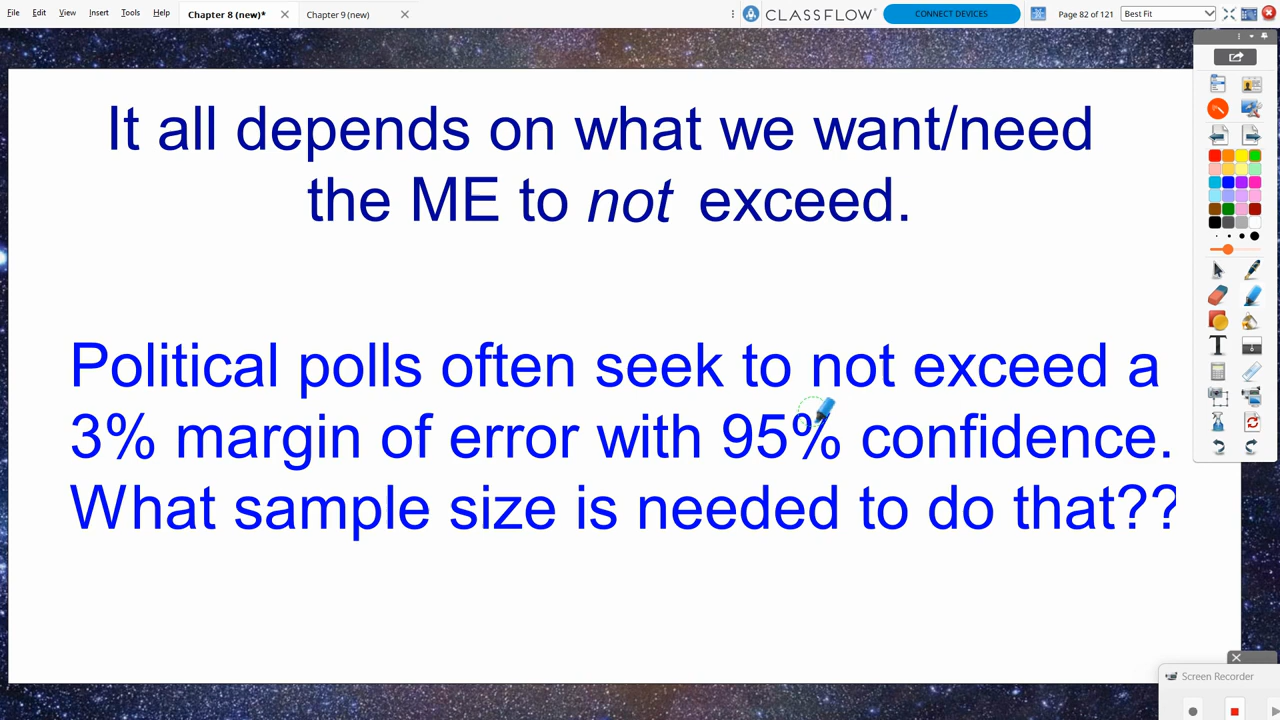 File Edit View Insert Tools Help Chapter 8 (new)* Chapter 9 (new) CLASSFLOW CONNECT DEVICES Page 82 of 121 Best Fit
It all depends on what we want/need
the ME to not exceed.
Political polls often seek to not exceed a
3% margin of error with 95% confidence.
What sample size is needed to do that??
Screen Recorder